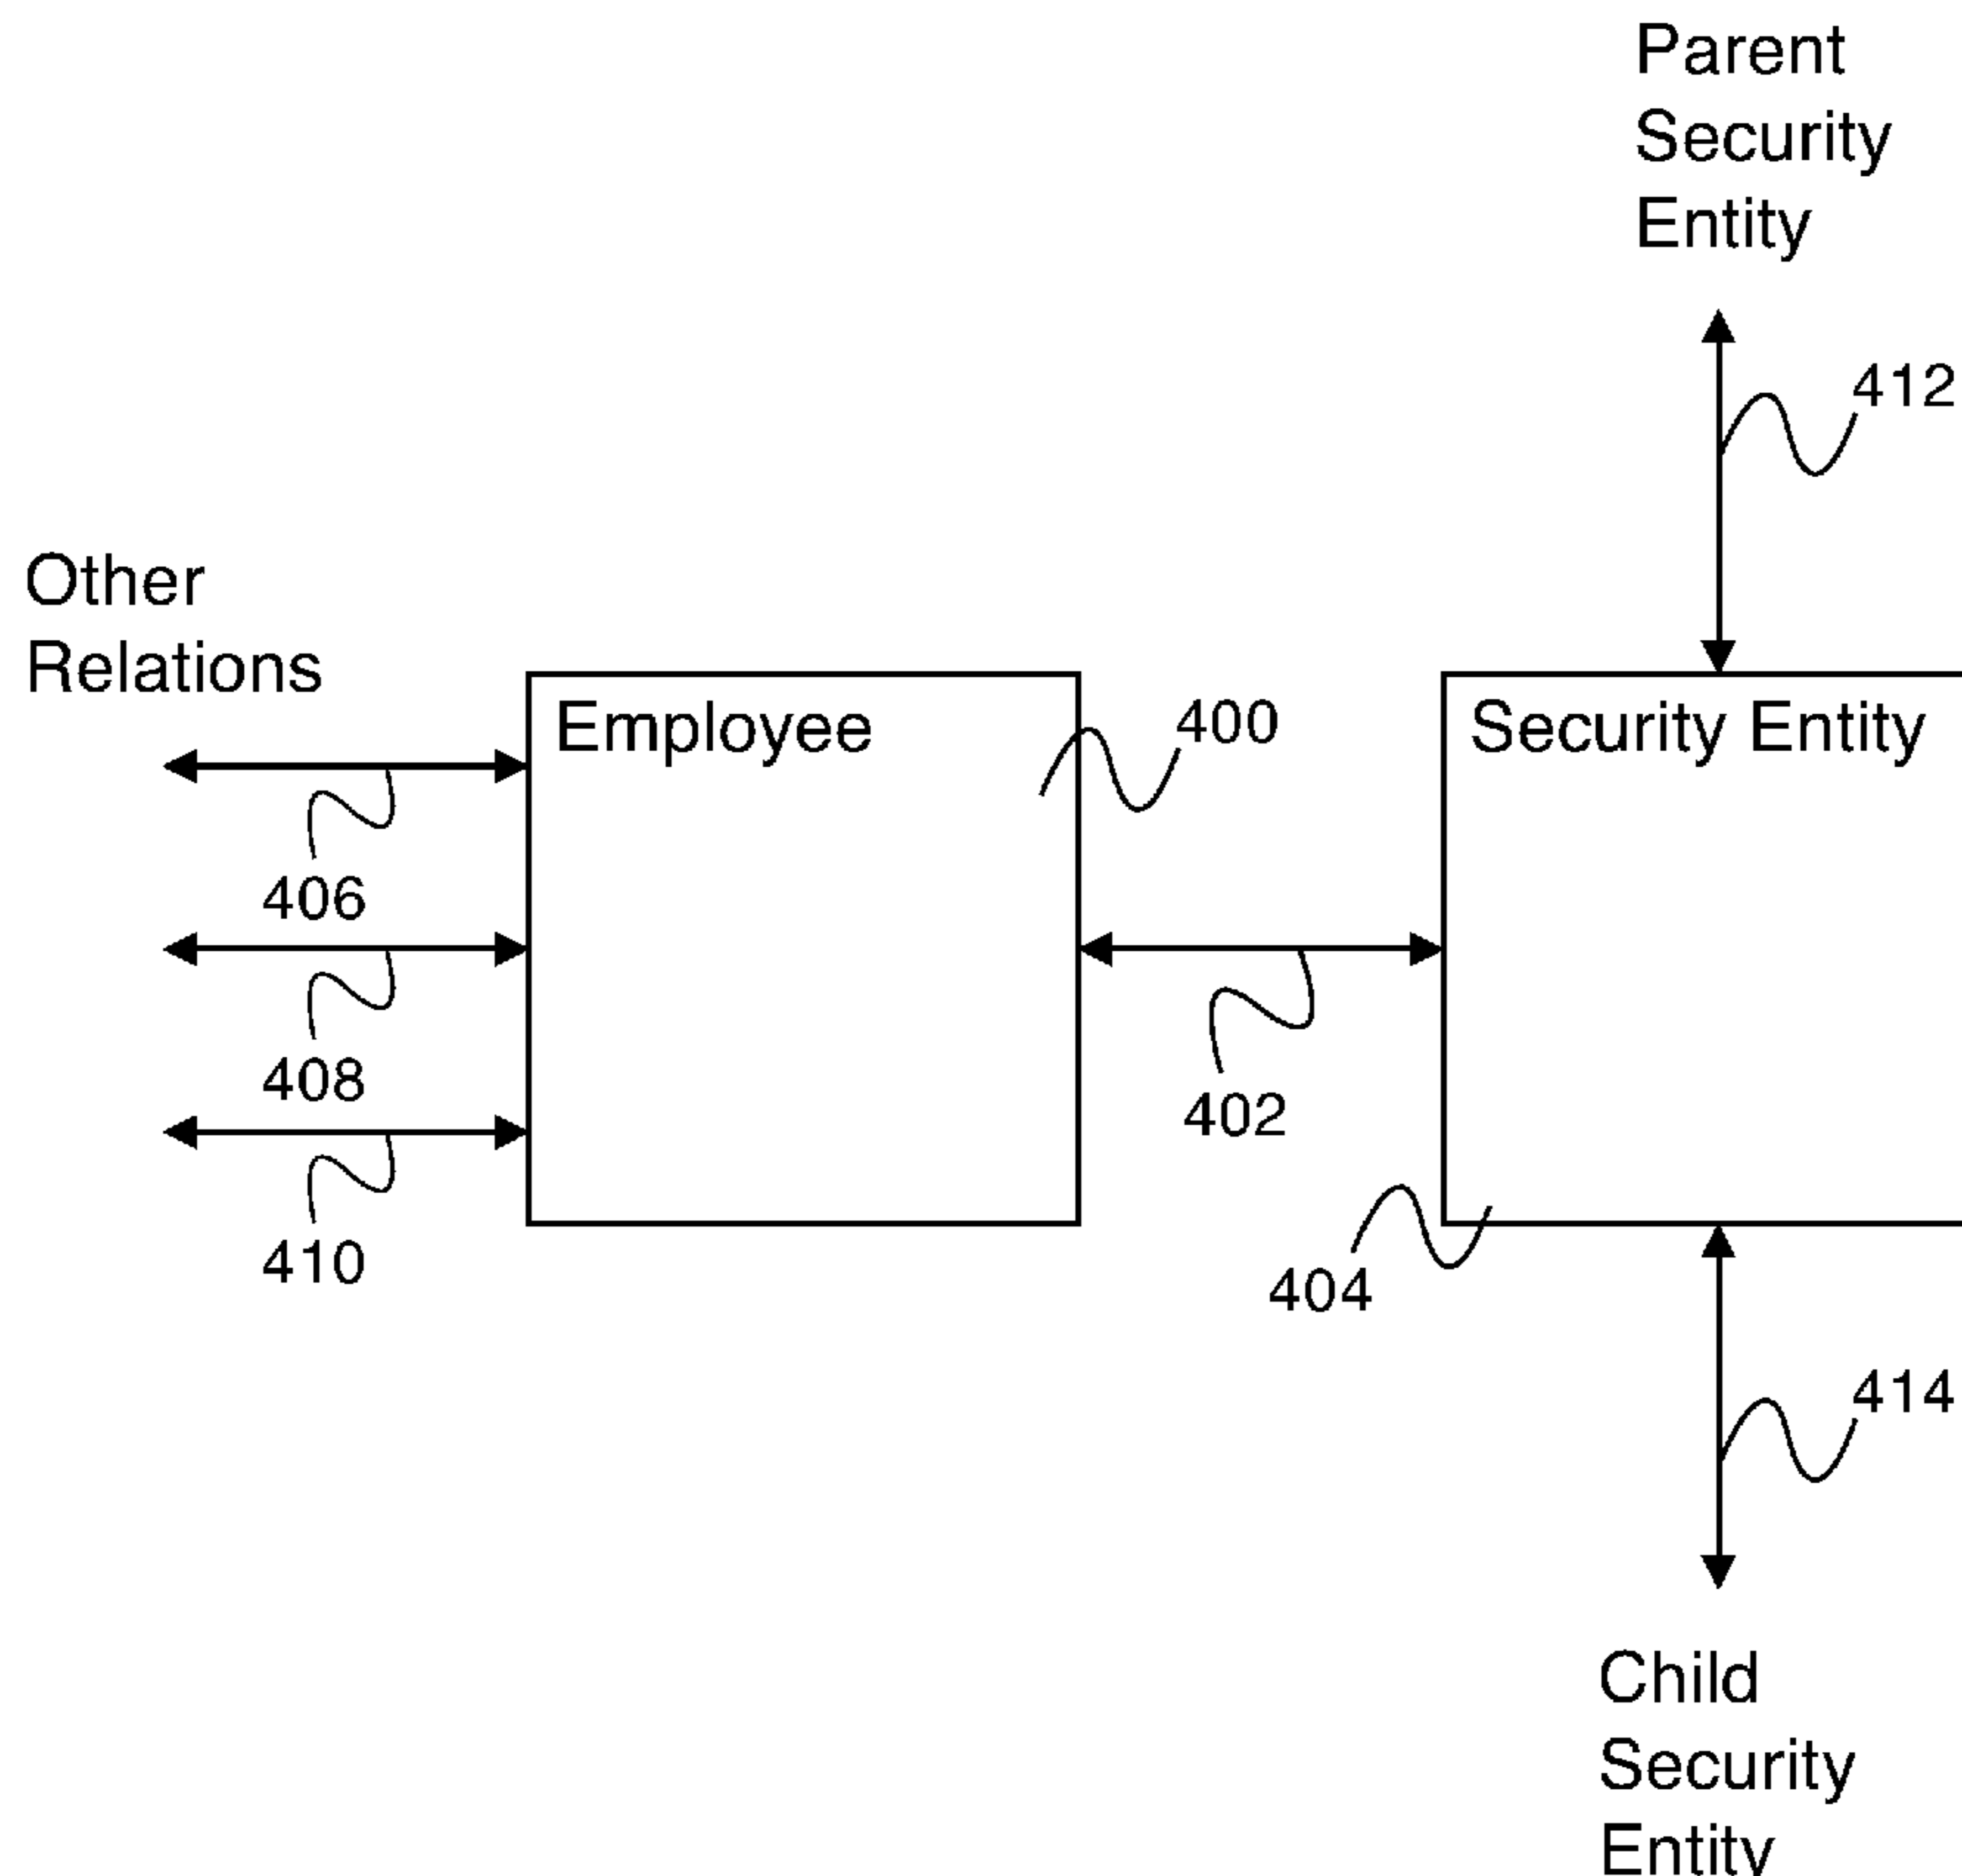 Parent
Security
Entity
412
Other
Relations
Employee
400
Security Entity
406
408
402
410
404
414
Child
Security
Entity